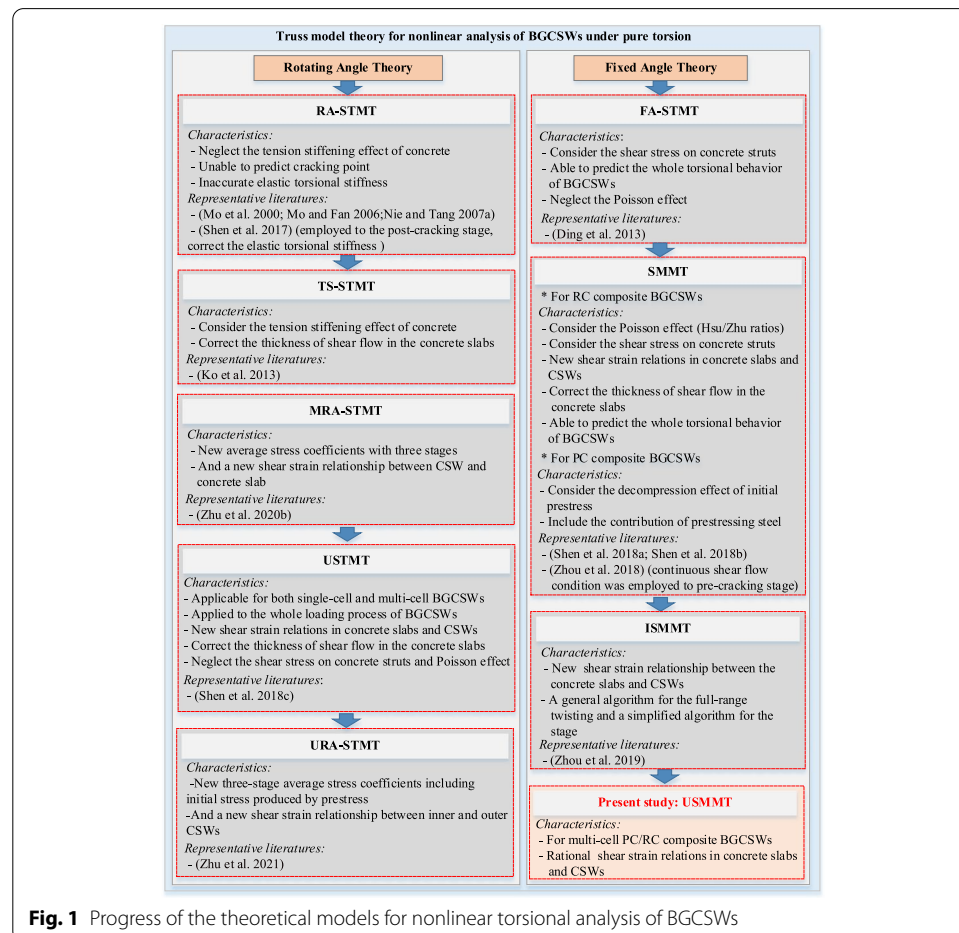 Truss model theory for nonlinear analysis of BGCSWs under pure torsion
Rotating Angle Theory
RA-STMT
Characteristics:
- Neglect the tension stiffening effect of concrete
- Unable to predict cracking point
- Inaccurate elastic torsional stiffness
Representative literatures:
- (Mo et al. 2000; Mo and Fan 2006;Nie and Tang 2007a)
- (Shen et al. 2017) (employed to the post-cracking stage,
correct the elastic torsional stiffness )
TS-STMT
Characteristics:
- Consider the tension stiffening effect of concrete
- Correct the thickness of shear flow in the concrete slabs
Representative literatures:
- (Ko et al. 2013)
MRA-STMT
Characteristics:
- New average stress coefficients with three stages
- And a new shear strain relationship between CSW and
concrete slab
Representative literatures:
- (Zhu et al. 2020b)
USTMT
Characteristics:
- Applicable for both single-cell and multi-cell BGCSWs
- Applied to the whole loading process of BGCSWs
- New shear strain relations in concrete slabs and CSWs
- Correct the thickness of shear flow in the concrete slabs
- Neglect the shear stress on concrete struts and Poisson effect
Representative literatures:
- (Shen et al. 2018c)
URA-STMT
Characteristics:
-New three-stage average stress coefficients including
initial stress produced by prestress
-And a new shear strain relationship between inner and outer
CSWs
Representative literatures:
- (Zhu et al. 2021)
Fixed Angle Theory
FA-STMT
Characteristics:
- Consider the shear stress on concrete struts
- Able to predict the whole torsional behavior
of BGCSWs
- Neglect the Poisson effect
Representative literatures:
- (Ding et al. 2013)
SMMT
* For RC composite BGCSWs
Characteristics:
- Consider the Poisson effect (Hsu/Zhu ratios)
- Consider the shear stress on concrete struts
- New shear strain relations in concrete slabs and
CSWs
- Correct the thickness of shear flow in the
concrete slabs
- Able to predict the whole torsional behavior
of BGCSWs
* For PC composite BGCSWs
Characteristics:
- Consider the decompression effect of initial
prestress
- Include the contribution of prestressing steel
Representative literatures:
- (Shen et al. 2018a; Shen et al. 2018b)
- (Zhou et al. 2018) (continuous shear flow
condition was employed to pre-cracking stage)
ISMMT
Characteristics:
- New shear strain relationship between the
concrete slabs and CSWs
- A general algorithm for the full-range
twisting and a simplified algorithm for the
stage
Representative literatures:
- (Zhou et al. 2019)
Present study: USMMT
Characteristics:
- For multi-cell PC/RC composite BGCSWs
- Rational shear strain relations in concrete slabs
and CSWs
Fig. 1 Progress of the theoretical models for nonlinear torsional analysis of BGCSWs